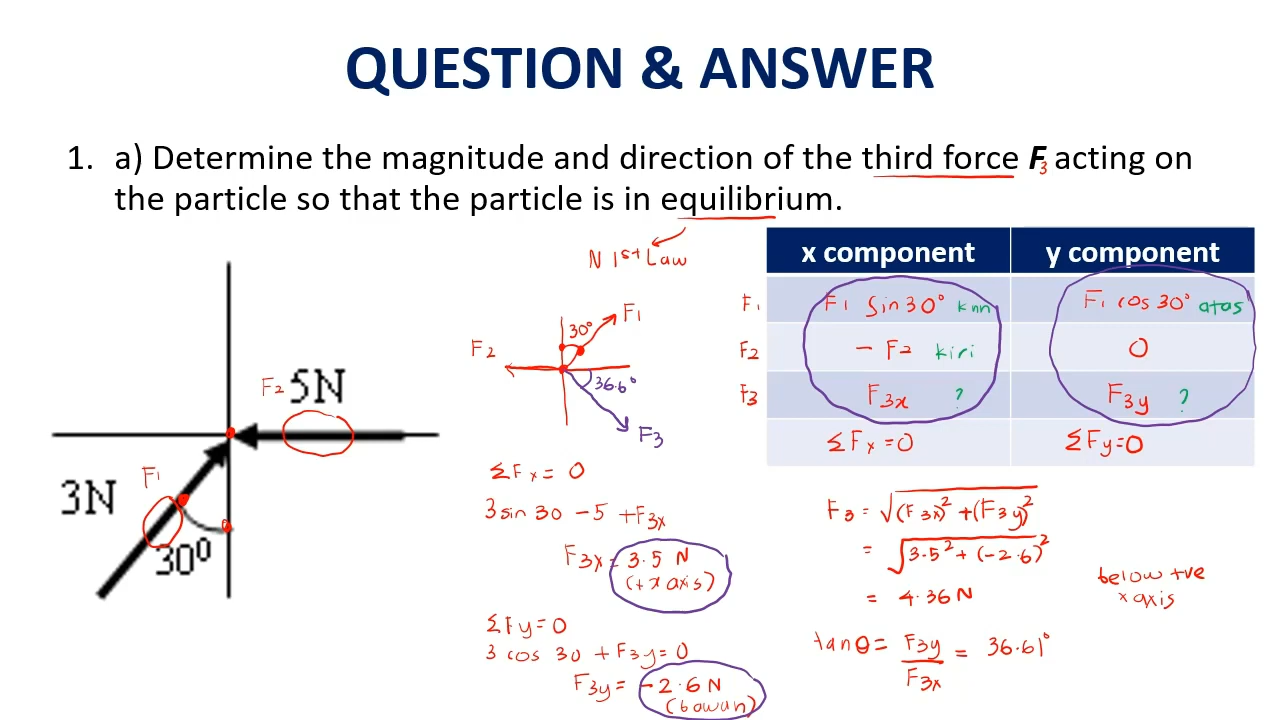 QUESTION & ANSWER
1. a) Determine the magnitude and direction of the third force F3 acting on
the particle so that the particle is in equilibrium.
N 1st Law
x component y component
F1 F1 sin 30° knn F1 cos 30° atas
F2 - F2 kiri 0
F3 F3x ? F3y ?
ΣFx = 0 ΣFy = 0
F2 5N
F1
3N
30⁰
30° F1
F2
36.6°
F3
ΣFx = 0
3 sin 30 - 5 + F3x
F3x = 3.5 N
(+x axis)
ΣFy = 0
3 cos 30 + F3y = 0
F3y = - 2.6 N
(bawah)
F3 = √(F3x)² + (F3y)²
= √3.5² + (-2.6)²
= 4.36 N
below +ve
x axis
tan θ = F3y/F3x = 36.61°